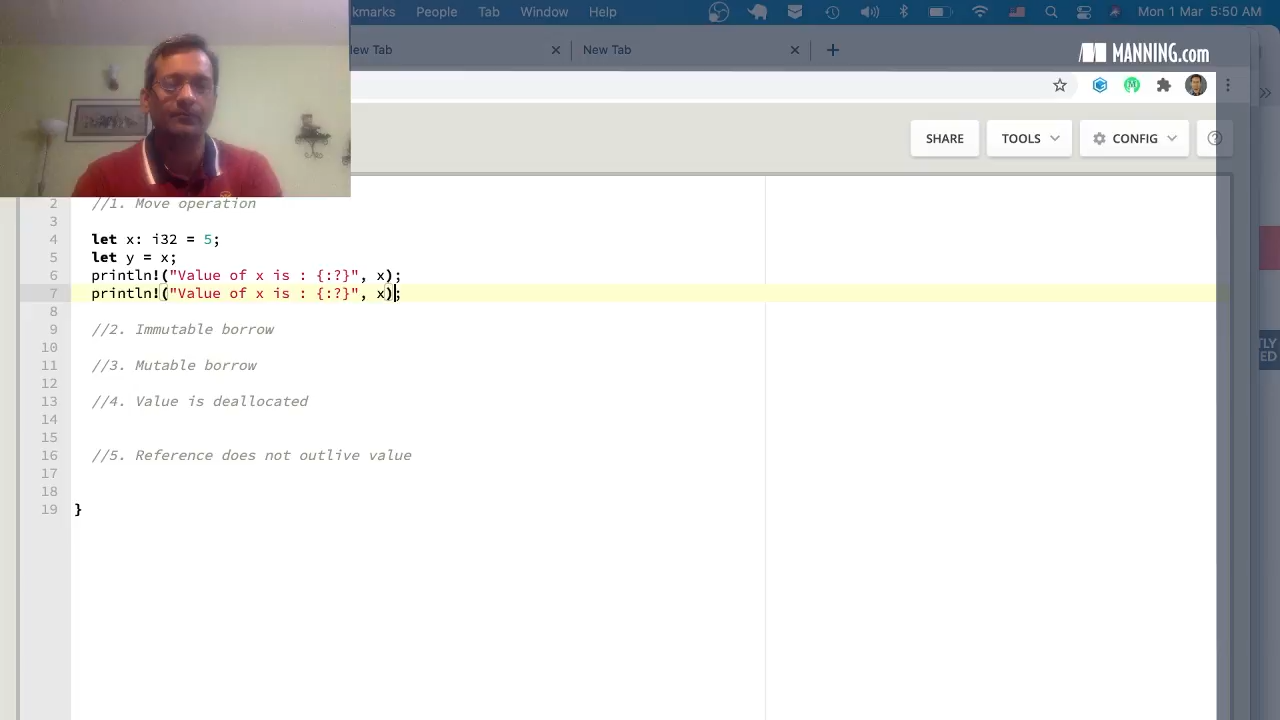 kmarks People Tab Window Help Mon 1 Mar 5:50 AM
New Tab
MANNING.com
SHARE TOOLS CONFIG
2 //1. Move operation
3
4 let x: i32 = 5;
5 let y = x;
6 println!("Value of x is : {:?}", x);
7 println!("Value of x is : {:?}", x);
8
9 //2. Immutable borrow
10
11 //3. Mutable borrow
12
13 //4. Value is deallocated
14
15
16 //5. Reference does not outlive value
17
18
19 }